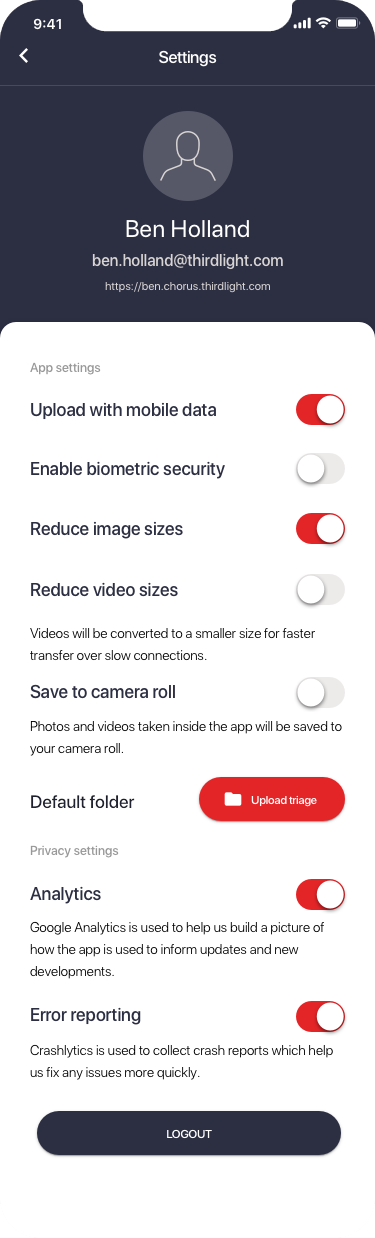 9:41
Settings
Ben Holland
ben.holland@thirdlight.com
https://ben.chorus.thirdlight.com
App settings
Upload with mobile data
Enable biometric security
Reduce image sizes
Reduce video sizes
Videos will be converted to a smaller size for faster
transfer over slow connections.
Save to camera roll
Photos and videos taken inside the app will be saved to
your camera roll.
Default folder
Upload triage
Privacy settings
Analytics
Google Analytics is used to help us build a picture of
how the app is used to inform updates and new
developments.
Error reporting
Crashlytics is used to collect crash reports which help
us fix any issues more quickly.
LOGOUT